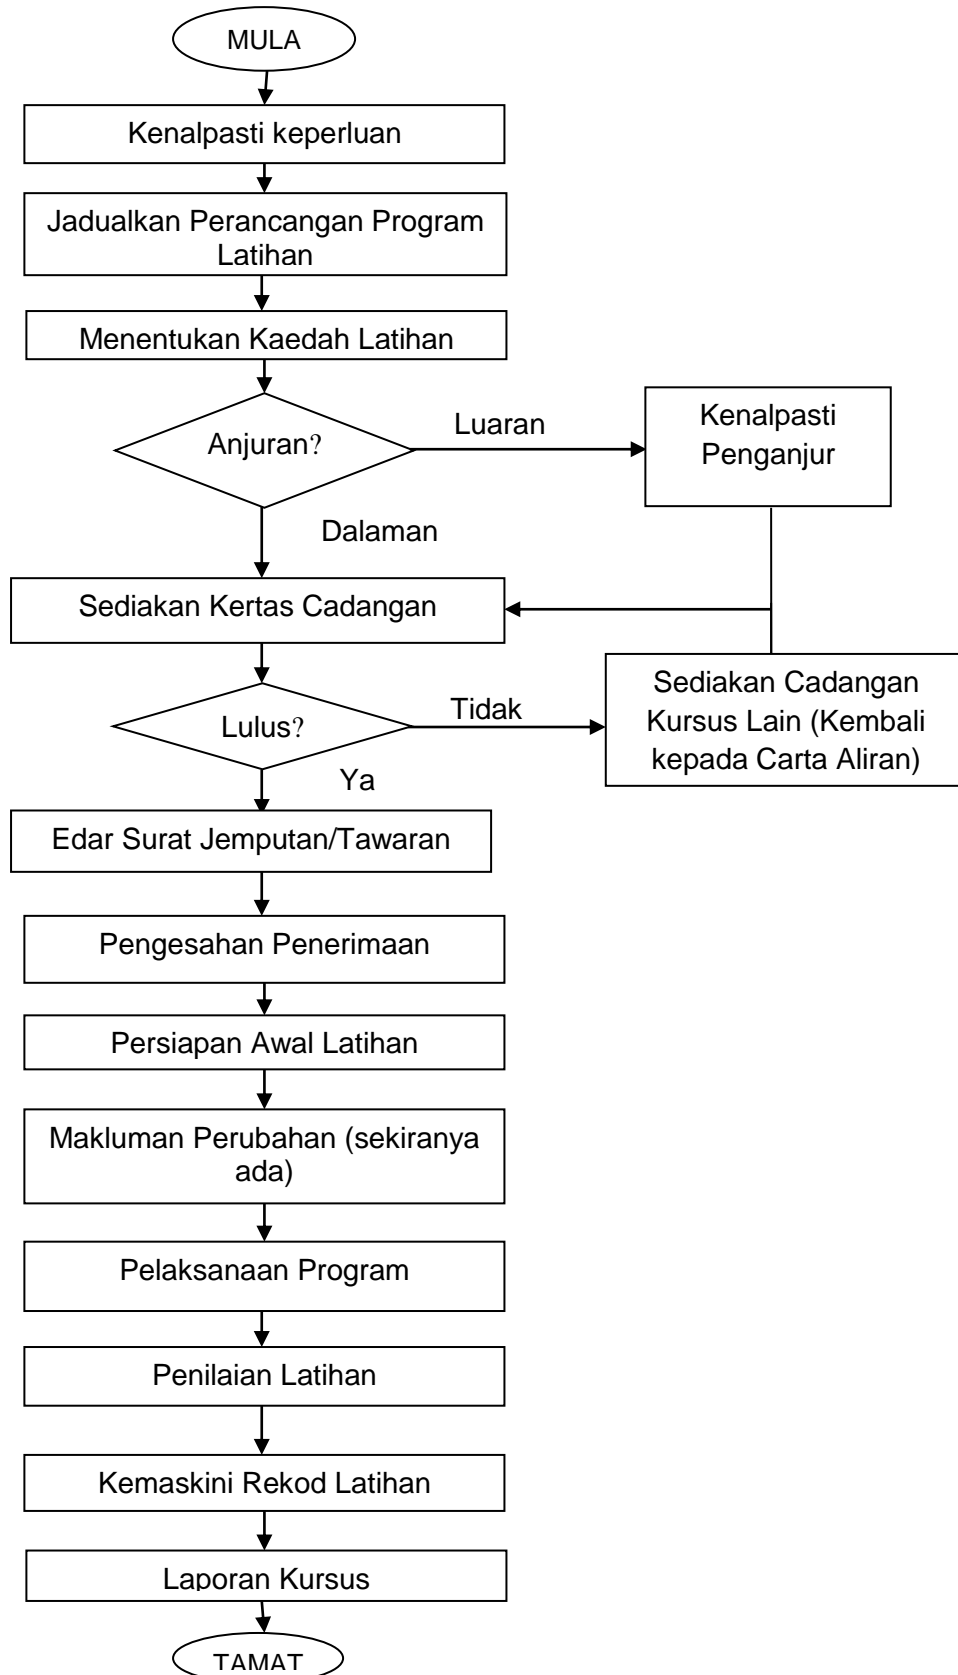 MULA
Kenalpasti keperluan
Jadualkan Perancangan Program
Latihan
Menentukan Kaedah Latihan
Anjuran?
Luaran
Kenalpasti
Penganjur
Dalaman
Sediakan Kertas Cadangan
Lulus?
Tidak
Sediakan Cadangan
Kursus Lain (Kembali
kepada Carta Aliran)
Ya
Edar Surat Jemputan/Tawaran
Pengesahan Penerimaan
Persiapan Awal Latihan
Makluman Perubahan (sekiranya
ada)
Pelaksanaan Program
Penilaian Latihan
Kemaskini Rekod Latihan
Laporan Kursus
TAMAT